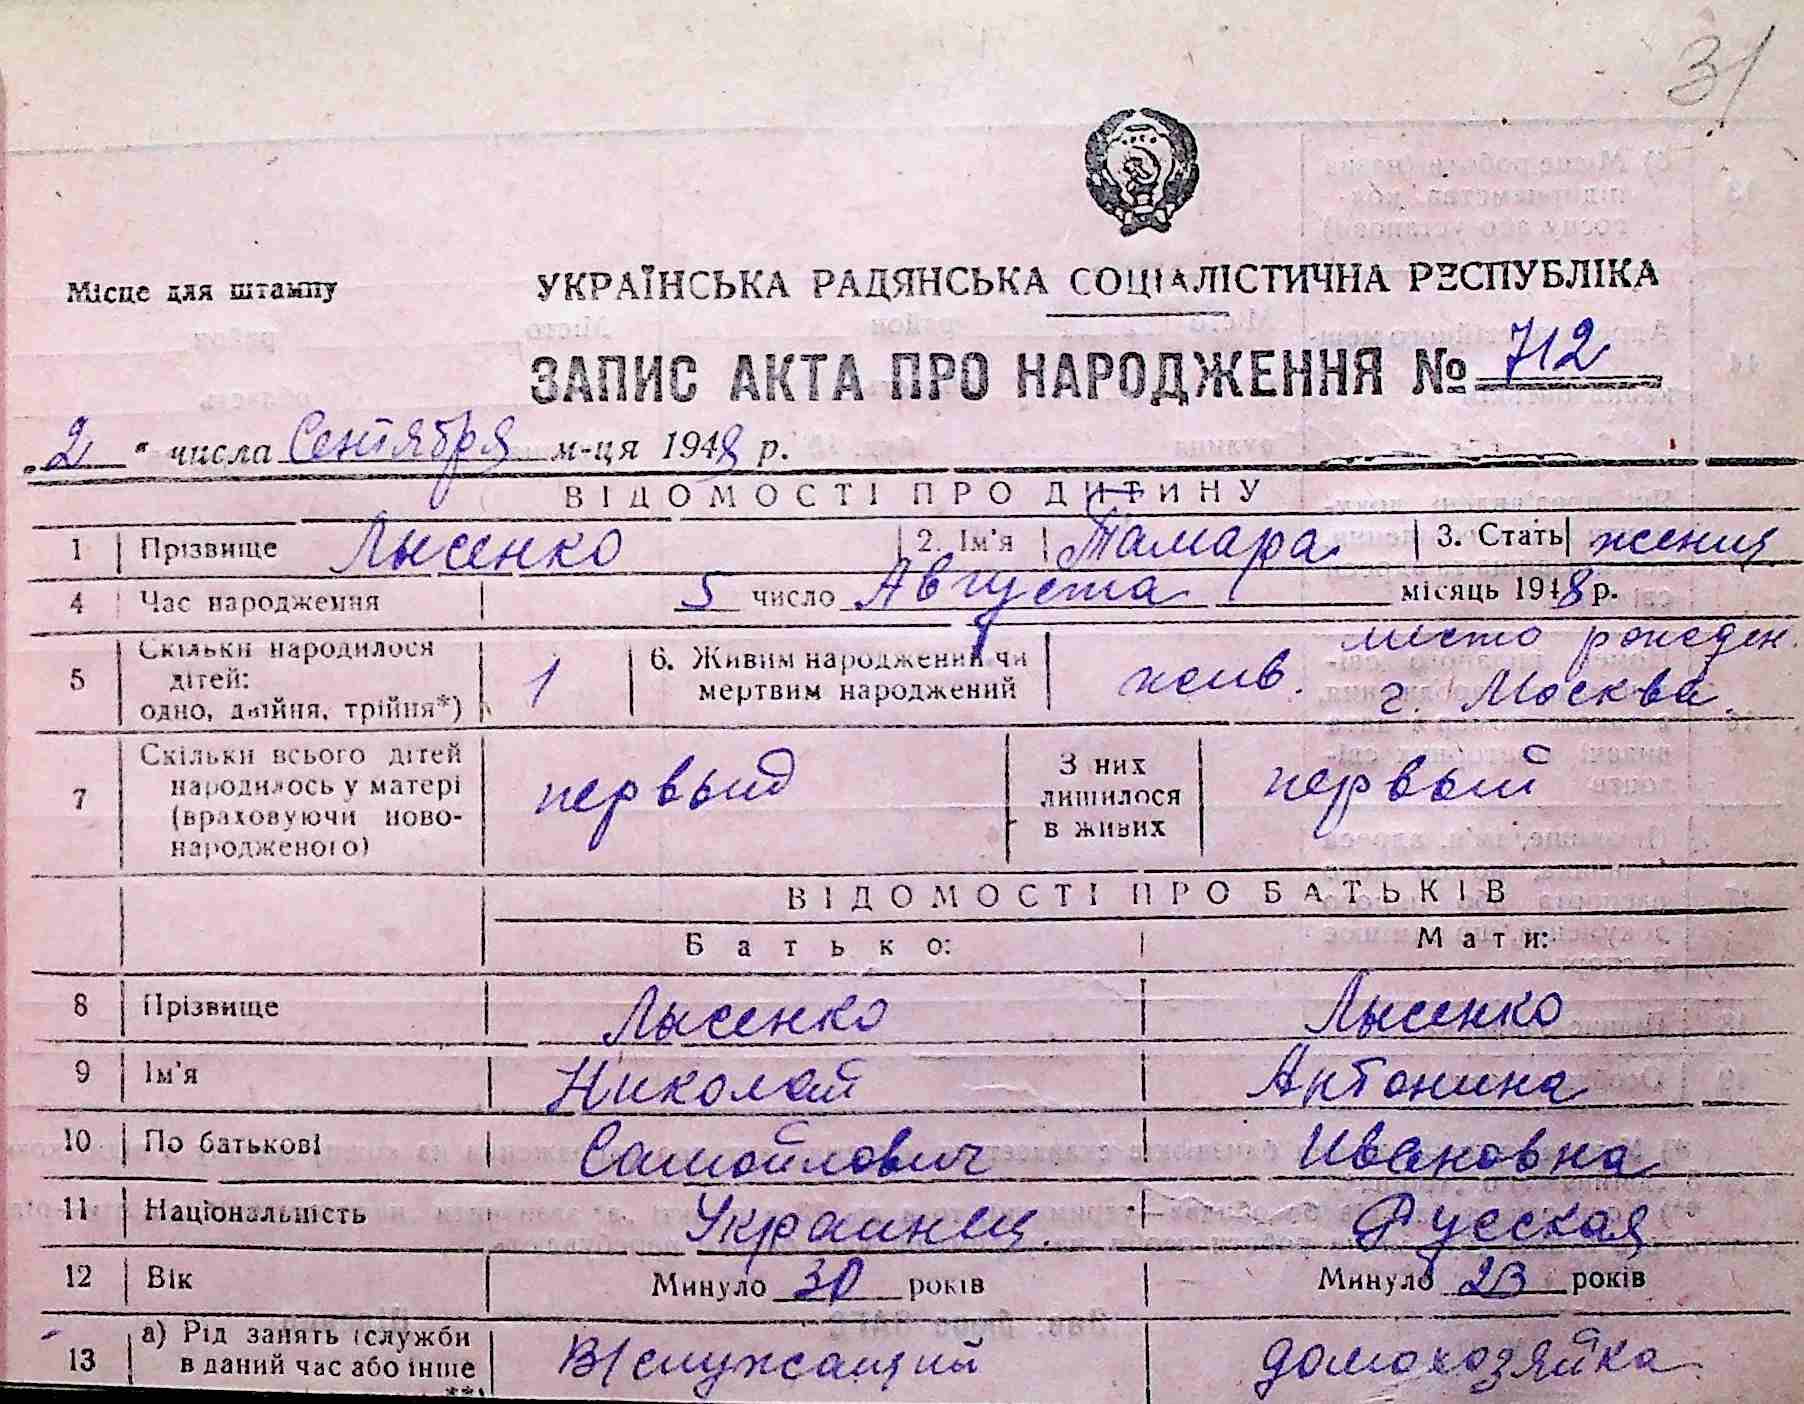 31
Місце для штампу
УКРАЇНСЬКА РАДЯНСЬКА СОЦІАЛІСТИЧНА РЕСПУБЛІКА
ЗАПИС АКТА ПРО НАРОДЖЕННЯ № 712
„2“ числа Сентября м-ця 1948 р.
ВІДОМОСТІ ПРО ДИТИНУ
1 Прізвище Лысенко 2. Ім'я Тамара 3. Стать женщ
4 Час народження 5 число Августа місяць 1948 р.
5 Скільки народилося дітей: одно, двійня, трійня*) 1 6. Живим народжений чи мертвим народжений жив. место рожден. г. Москва.
7 Скільки всього дітей народилось у матері (враховуючи ново-народженого) первый З них лишилося в живих первый
ВІДОМОСТІ ПРО БАТЬКІВ
Батько: Мати:
8 Прізвище Лысенко Лысенко
9 Ім'я Николай Антонина
10 По батькові Самойлович Ивановна
11 Національність Украинец. Русская
12 Вік Минуло 30 років Минуло 23 років
13 а) Рід занять (служби в даний час або інше **) В/служащий домохозяйка